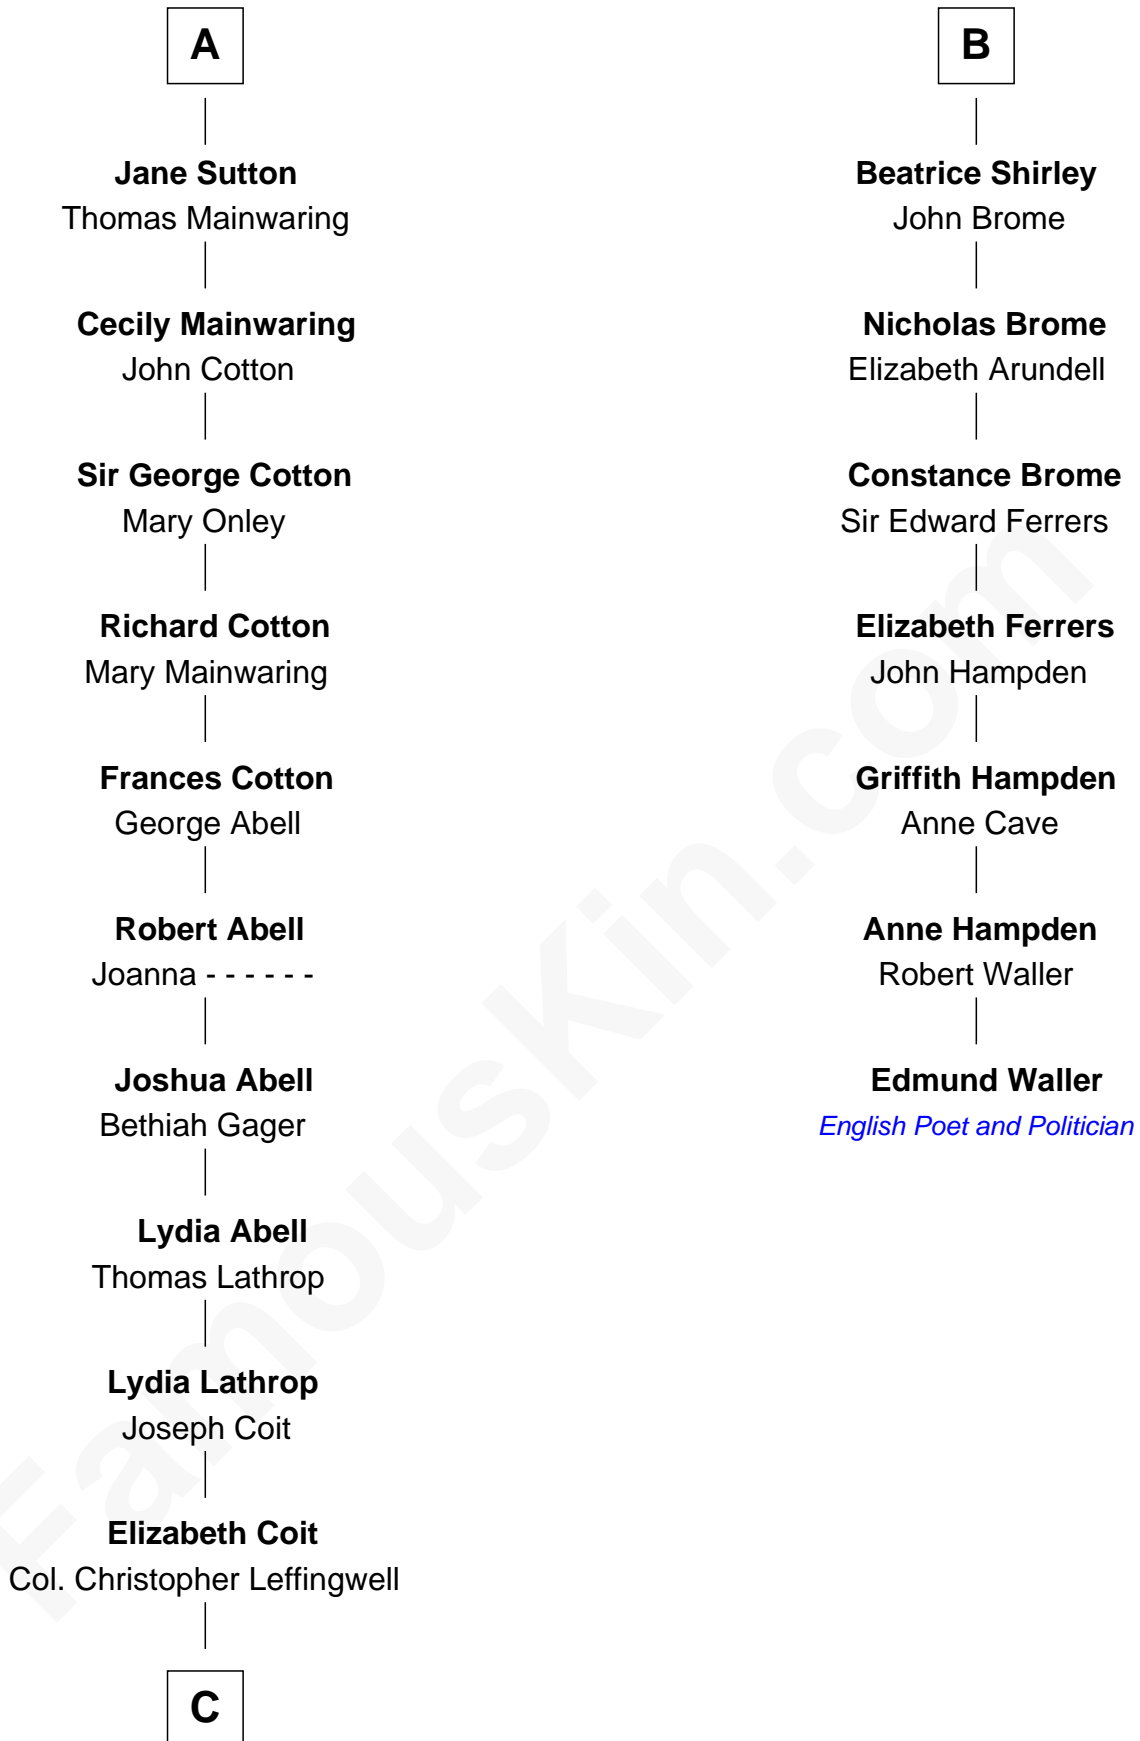 A
Jane Sutton
Thomas Mainwaring
Cecily Mainwaring
John Cotton
Sir George Cotton
Mary Onley
Richard Cotton
Mary Mainwaring
Frances Cotton
George Abell
Robert Abell
Joanna - - - - - -
Joshua Abell
Bethiah Gager
Lydia Abell
Thomas Lathrop
Lydia Lathrop
Joseph Coit
Elizabeth Coit
Col. Christopher Leffingwell
C
B
Beatrice Shirley
John Brome
Nicholas Brome
Elizabeth Arundell
Constance Brome
Sir Edward Ferrers
Elizabeth Ferrers
John Hampden
Griffith Hampden
Anne Cave
Anne Hampden
Robert Waller
Edmund Waller
English Poet and Politician
FamousKin.com